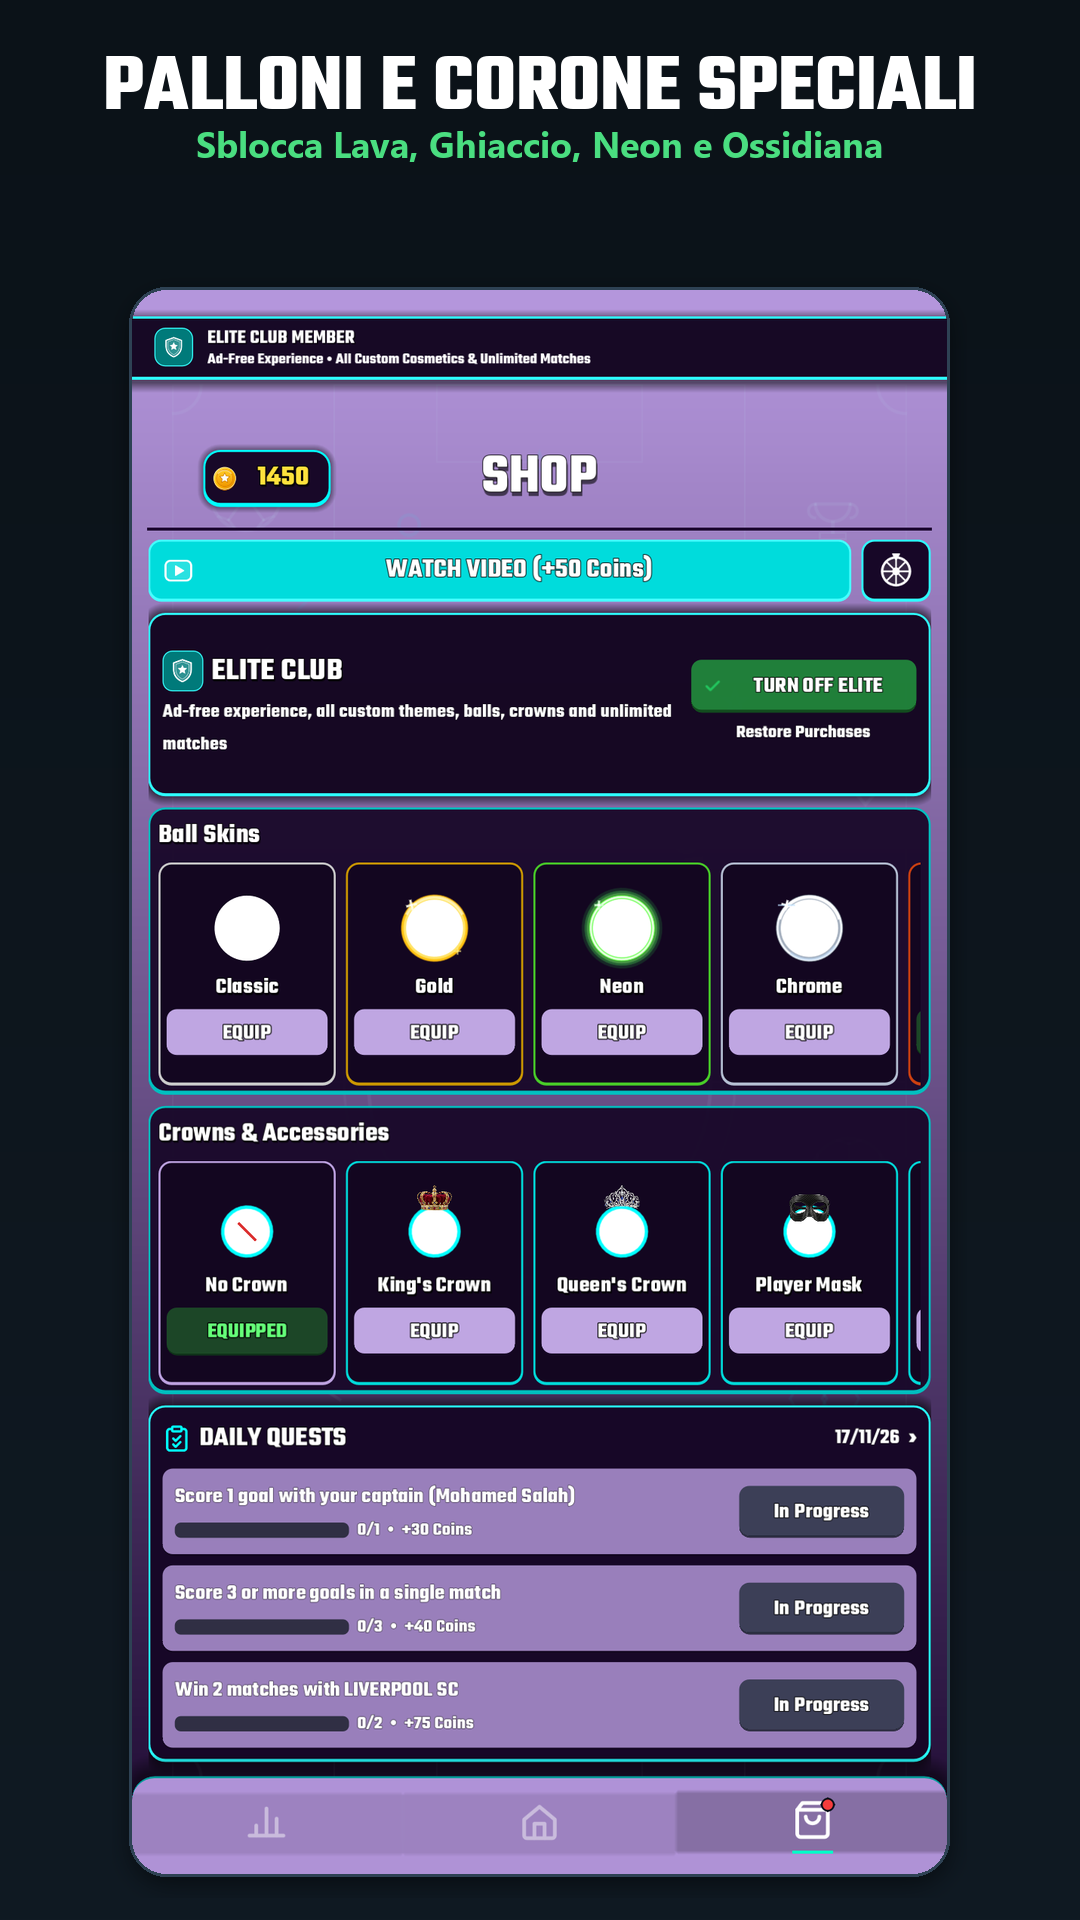 PALLONI E CORONE SPECIALI
Sblocca Lava, Ghiaccio, Neon e Ossidiana
ELITE CLUB MEMBER
Ad-Free Experience • All Custom Cosmetics & Unlimited Matches
1450
SHOP
WATCH VIDEO (+50 Coins)
ELITE CLUB
Ad-free experience, all custom themes, balls, crowns and unlimited
matches
TURN OFF ELITE
Restore Purchases
Ball Skins
Classic
Gold
Neon
Chrome
EQUIP
EQUIP
EQUIP
EQUIP
Crowns & Accessories
No Crown
King's Crown
Queen's Crown
Player Mask
EQUIPPED
EQUIP
EQUIP
EQUIP
DAILY QUESTS
17/11/26 ›
Score 1 goal with your captain (Mohamed Salah)
0/1 • +30 Coins
In Progress
Score 3 or more goals in a single match
0/3 • +40 Coins
In Progress
Win 2 matches with LIVERPOOL SC
0/2 • +75 Coins
In Progress